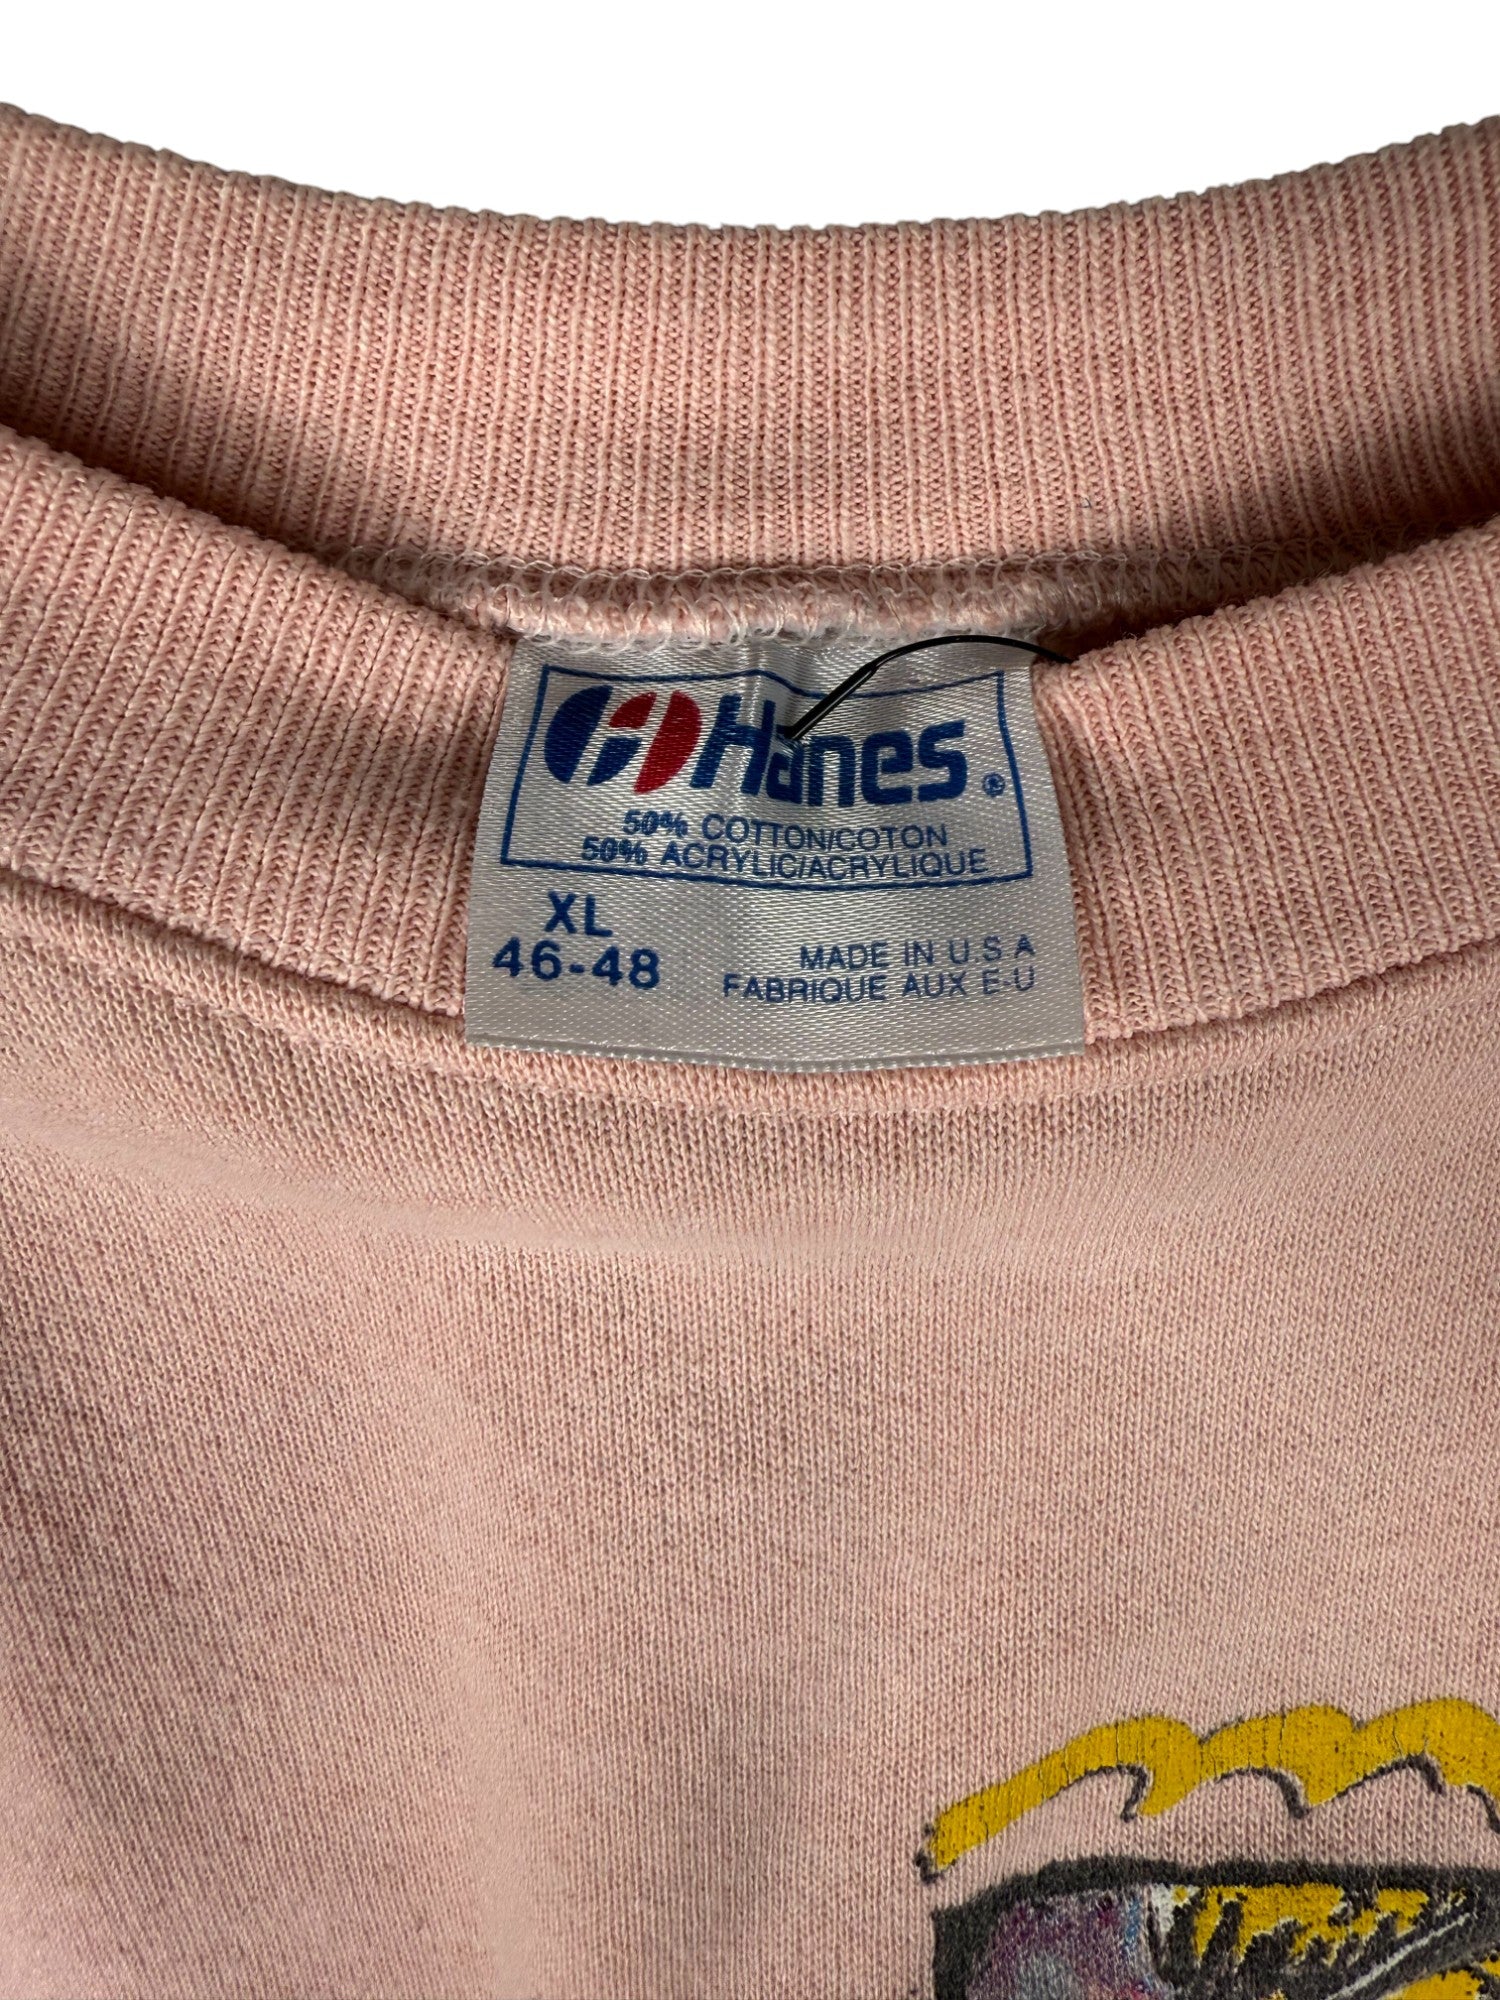 Hanes®
50% COTTON/COTON
50% ACRYLIC/ACRYLIQUE
XL
46-48
MADE IN U S A
FABRIQUE AUX E-U